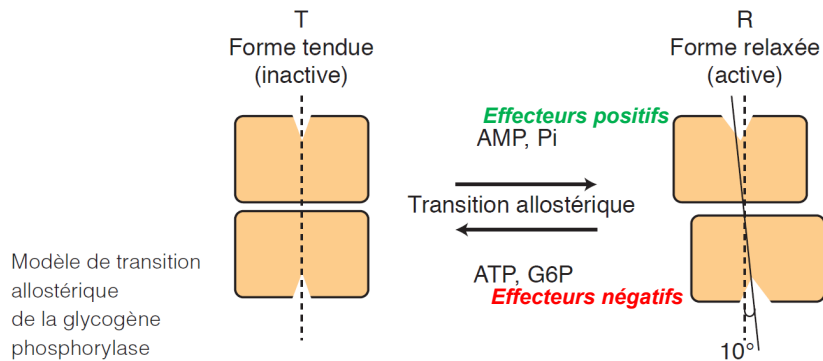 T
Forme tendue
(inactive)
R
Forme relaxée
(active)
Effecteurs positifs
AMP, Pi
Transition allostérique
ATP, G6P
Effecteurs négatifs
10°
Modèle de transition
allostérique
de la glycogène
phosphorylase